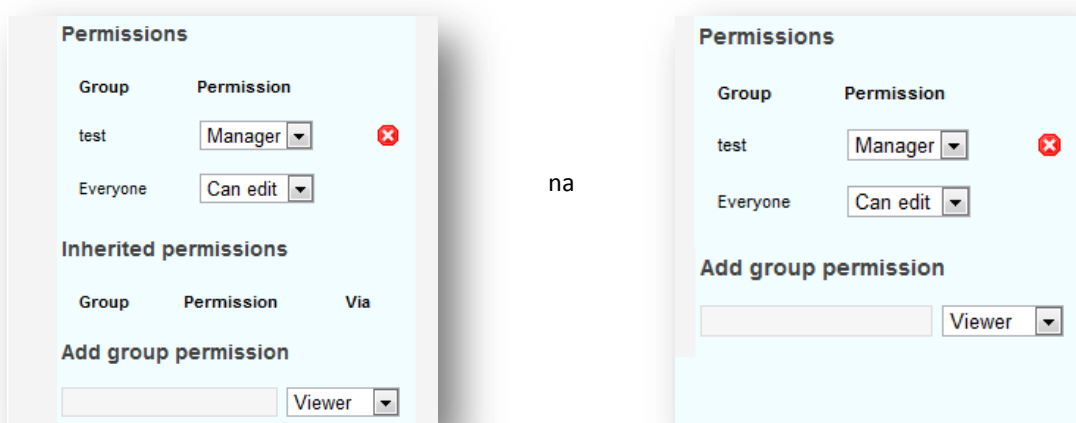 Permissions
Group Permission
test Manager
Everyone Can edit
Inherited permissions
Group Permission Via
Add group permission
Viewer
na
Permissions
Group Permission
test Manager
Everyone Can edit
Add group permission
Viewer